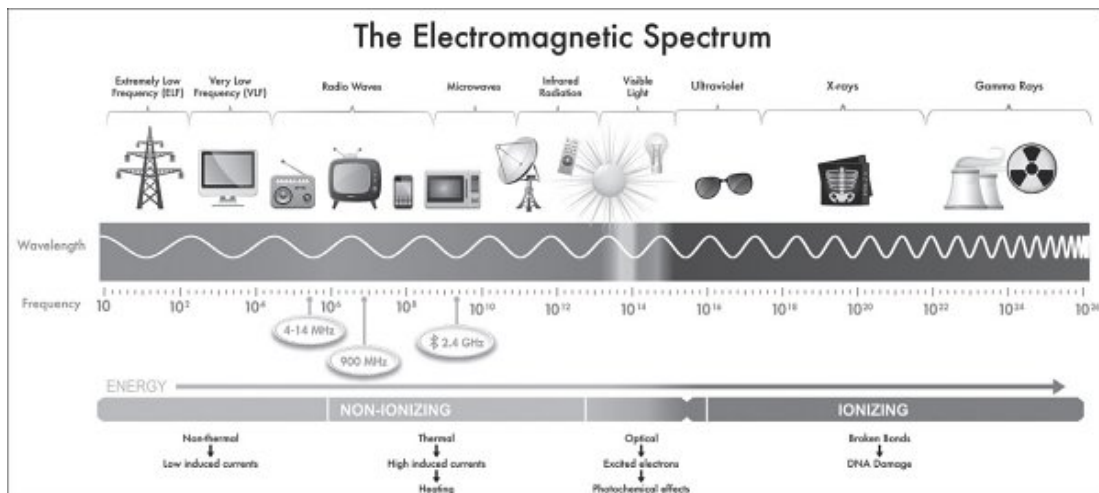 The Electromagnetic Spectrum
Extremely Low
Frequency (ELF)
Very Low
Frequency (VLF)
Radio Waves
Microwaves
Infrared
Radiation
Visible
Light
Ultraviolet
X-rays
Gamma Rays
Wavelength
Frequency
10 10² 10⁴ 10⁶ 10⁸ 10¹⁰ 10¹² 10¹⁴ 10¹⁶ 10¹⁸ 10²⁰ 10²² 10²⁴ 10²⁶
4-14 MHz
900 MHz
2.4 GHz
ENERGY
NON-IONIZING
IONIZING
Non-thermal
Low induced currents
Thermal
High induced currents
Heating
Optical
Excited electrons
Photochemical effects
Broken Bonds
DNA Damage